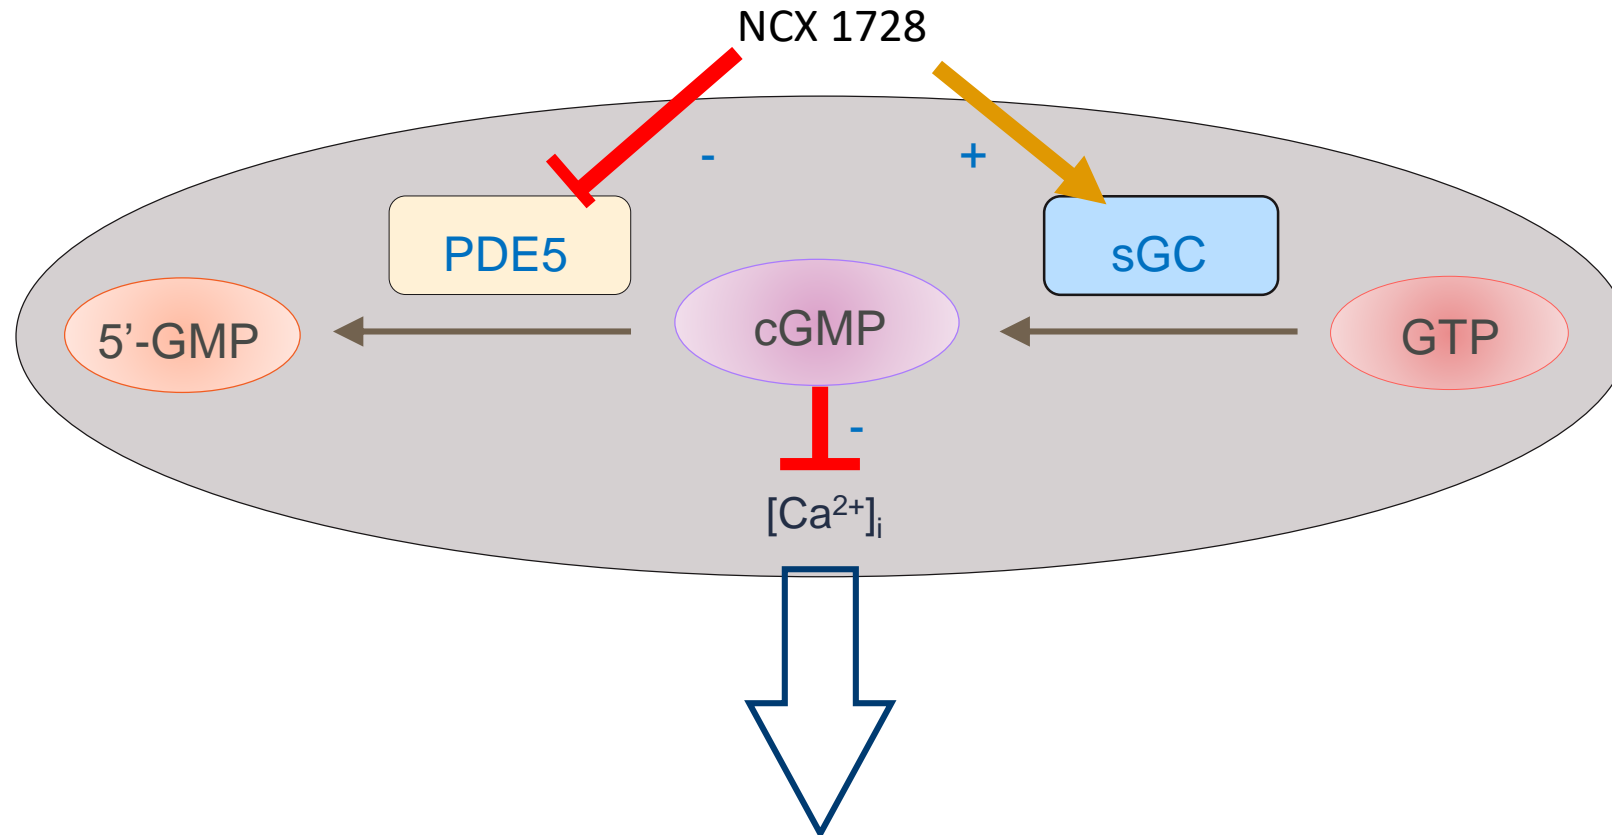 NCX 1728
-
+
PDE5
sGC
5’-GMP
cGMP
GTP
-
[Ca²⁺]ᵢ